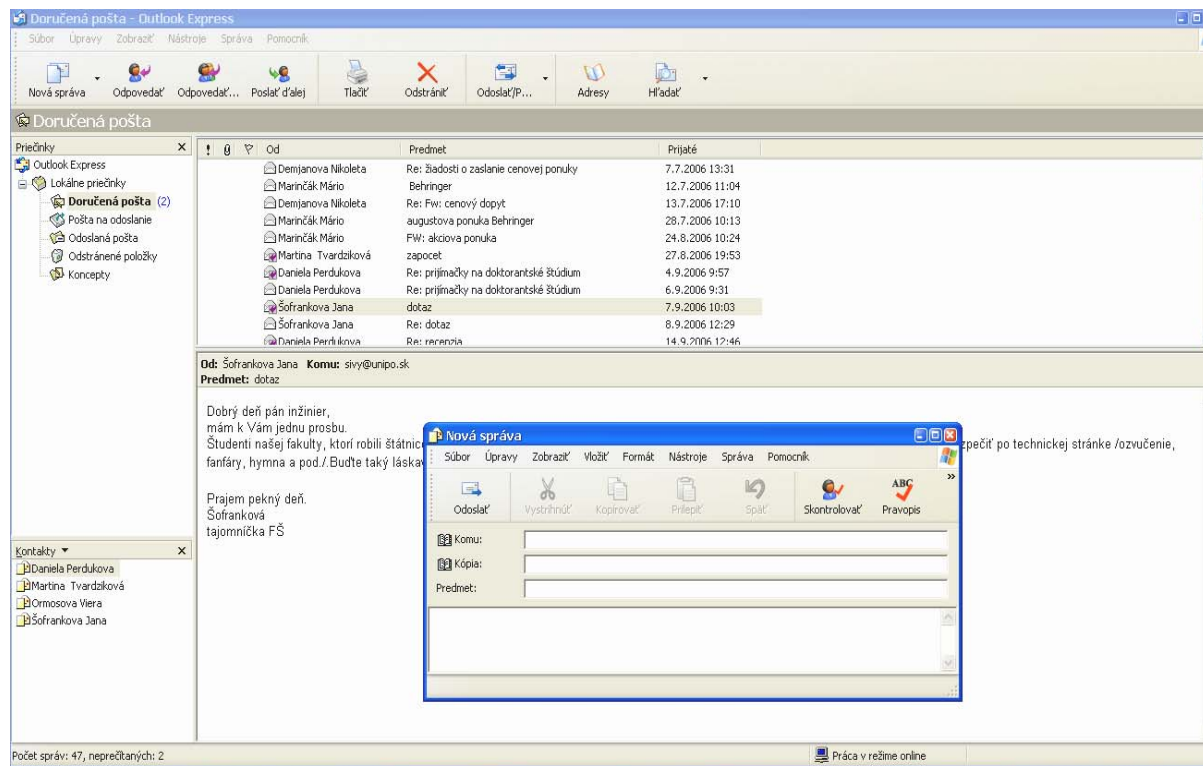 Doručená pošta - Outlook Express
Súbor Úpravy Zobraziť Nástroje Správa Pomocník
Nová správa Odpovedať Odpovedať... Poslať ďalej Tlačiť Odstrániť Odoslať/P... Adresy Hľadať
Doručená pošta
Priečinky
Outlook Express
Lokálne priečinky
Doručená pošta (2)
Pošta na odoslanie
Odoslaná pošta
Odstránené položky
Koncepty
Od Predmet Prijaté
Demjanova Nikoleta Re: žiadosti o zaslanie cenovej ponuky 7.7.2006 13:31
Marinčák Mário Behringer 12.7.2006 11:04
Demjanova Nikoleta Re: Fw: cenový dopyt 13.7.2006 17:10
Marinčák Mário augustova ponuka Behringer 28.7.2006 10:13
Marinčák Mário FW: akciova ponuka 24.8.2006 10:24
Martina Tvardziková zapocet 27.8.2006 19:53
Daniela Perdukova Re: prijímačky na doktorantské štúdium 4.9.2006 9:57
Daniela Perdukova Re: prijímačky na doktorantské štúdium 6.9.2006 9:31
Šofrankova Jana dotaz 7.9.2006 10:03
Šofrankova Jana Re: dotaz 8.9.2006 12:29
Daniela Perdukova Re: recenzia 14.9.2006 12:46
Od: Šofrankova Jana Komu: sivy@unipo.sk
Predmet: dotaz
Dobrý deň pán inžinier,
mám k Vám jednu prosbu.
Študenti našej fakulty, ktorí robili štátnic zpečiť po technickej stránke /ozvučenie,
fanfáry, hymna a pod./.Buďte taký láska
Prajem pekný deň.
Šofranková
tajomníčka FŠ
Nová správa
Súbor Úpravy Zobraziť Vložiť Formát Nástroje Správa Pomocník
Odoslať Vystrihnúť Kopírovať Prilepiť Späť Skontrolovať Pravopis
Komu:
Kópia:
Predmet:
Kontakty
Daniela Perdukova
Martina Tvardziková
Ormosova Viera
Šofrankova Jana
Počet správ: 47, neprečítaných: 2 Práca v režime online